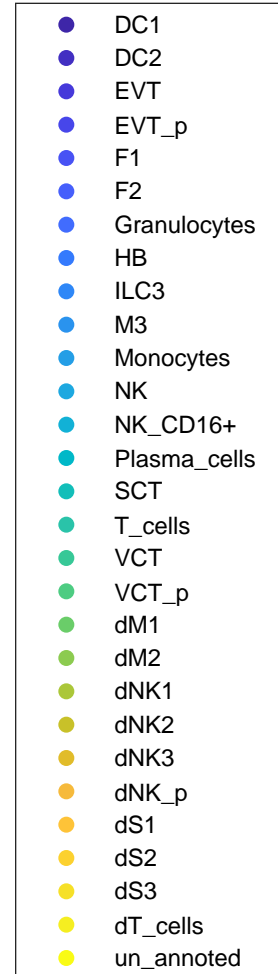 DC1
DC2
EVT
EVT_p
F1
F2
Granulocytes
HB
ILC3
M3
Monocytes
NK
NK_CD16+
Plasma_cells
SCT
T_cells
VCT
VCT_p
dM1
dM2
dNK1
dNK2
dNK3
dNK_p
dS1
dS2
dS3
dT_cells
un_annoted